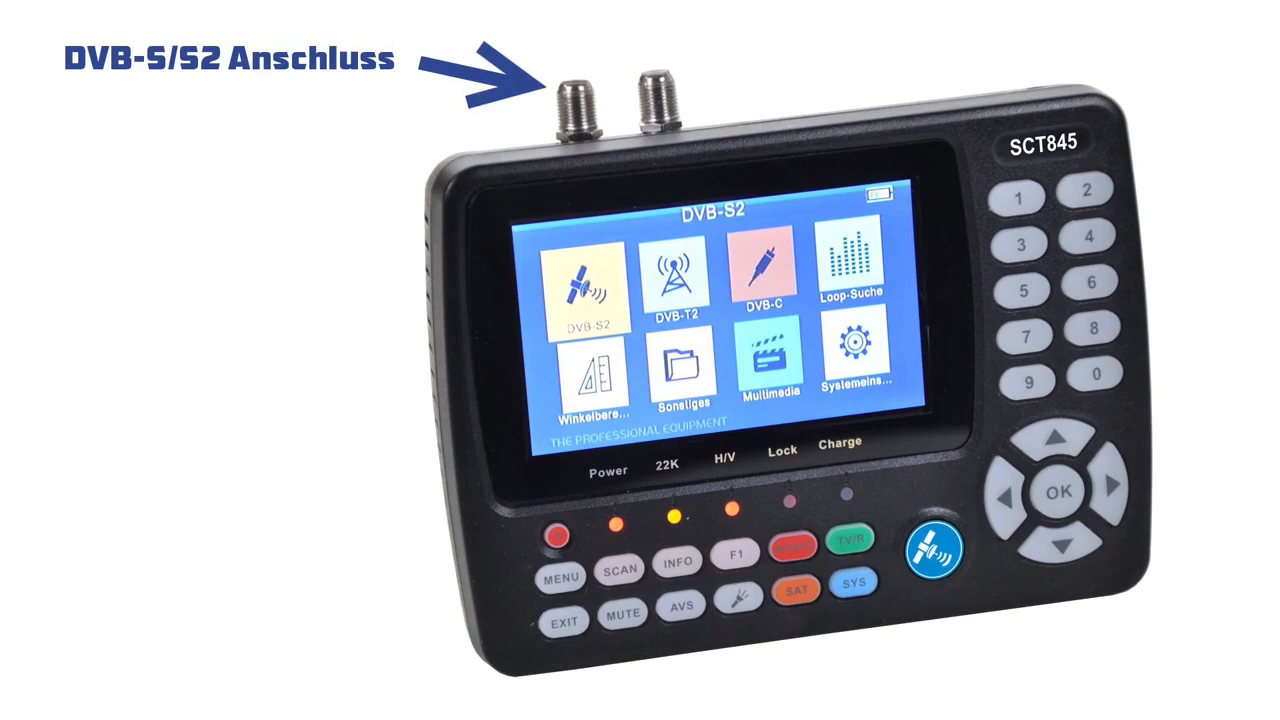 DVB-S/S2 Anschluss
SCT845
DVB-S2
DVB-S2
DVB-T2
DVB-C
Loop-Suche
Winkelbere...
Sonstiges
Multimedia
Systemeins...
THE PROFESSIONAL EQUIPMENT
Power
22K
H/V
Lock
Charge
1
2
3
4
5
6
7
8
9
0
OK
MENU
SCAN
INFO
F1
AUDIO
TV/R
EXIT
MUTE
AVS
SAT
SYS